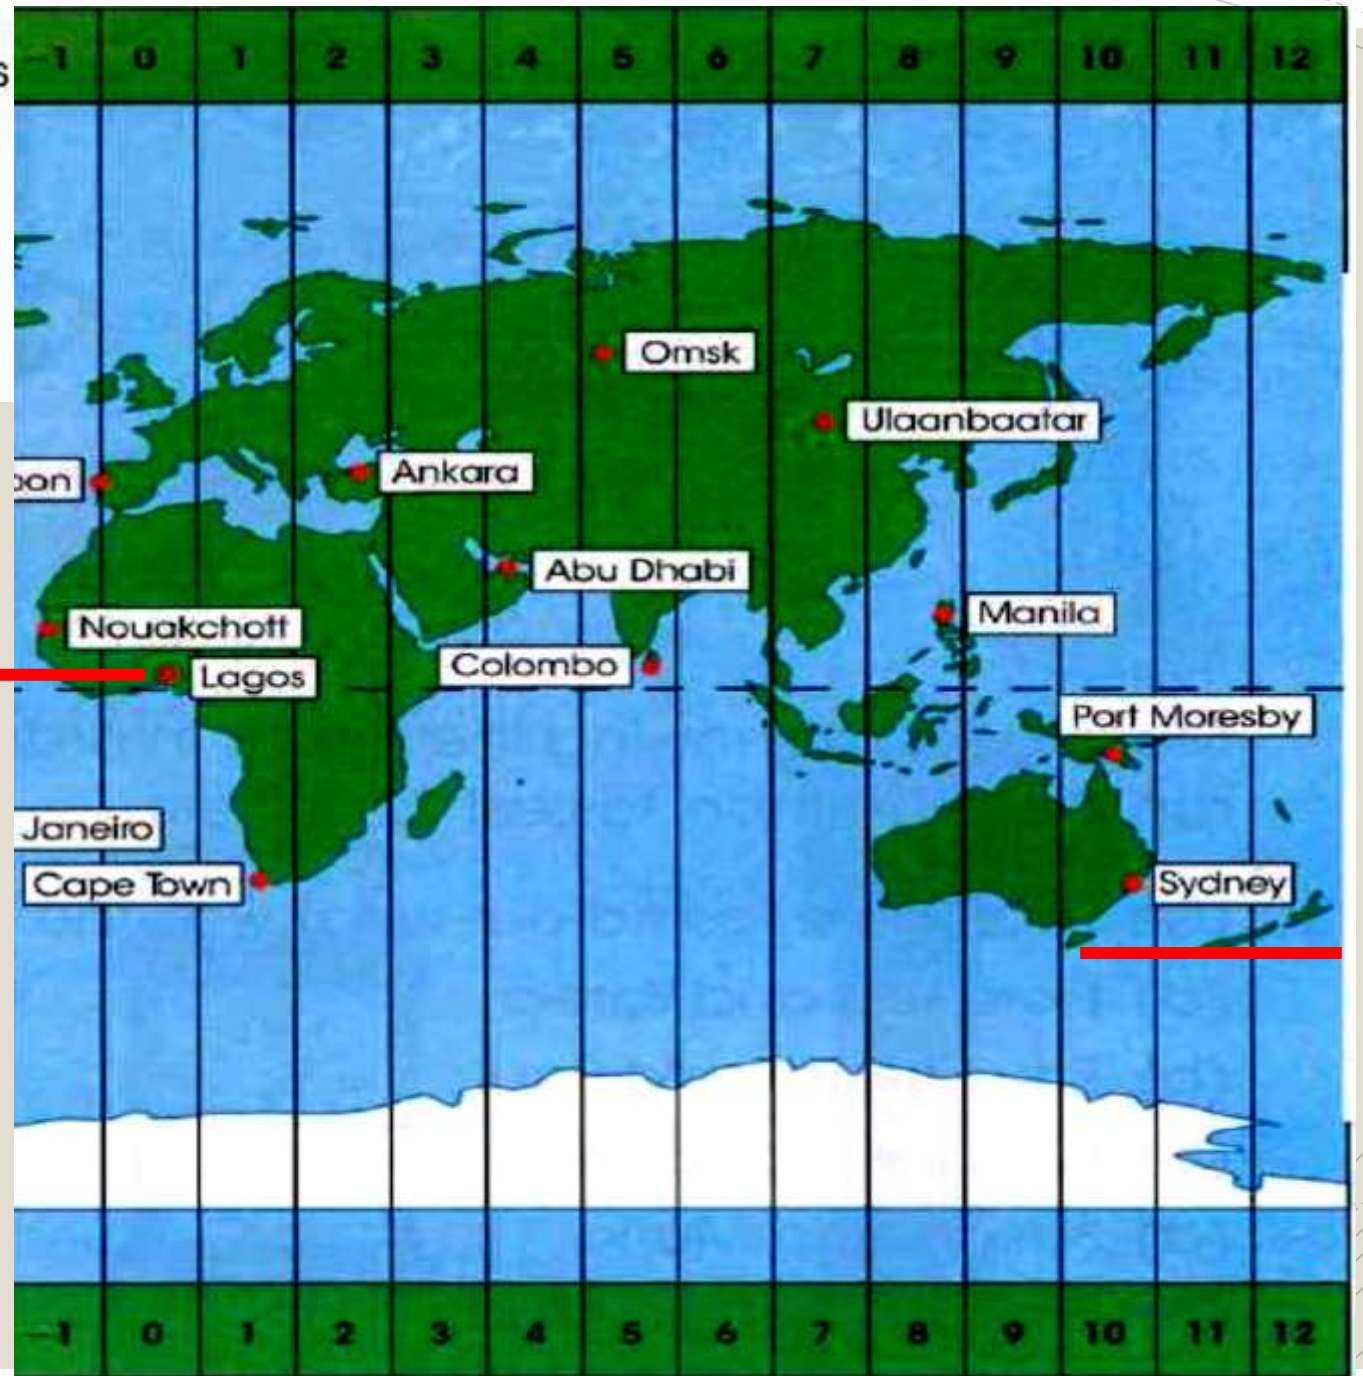 s
-1 0 1 2 3 4 5 6 7 8 9 10 11 12
Omsk
Ulaanbaatar
Ankara
Abu Dhabi
Manila
Nouakchott
Colombo
Lagos
Port Moresby
Janeiro
Cape Town
Sydney
-1 0 1 2 3 4 5 6 7 8 9 10 11 12